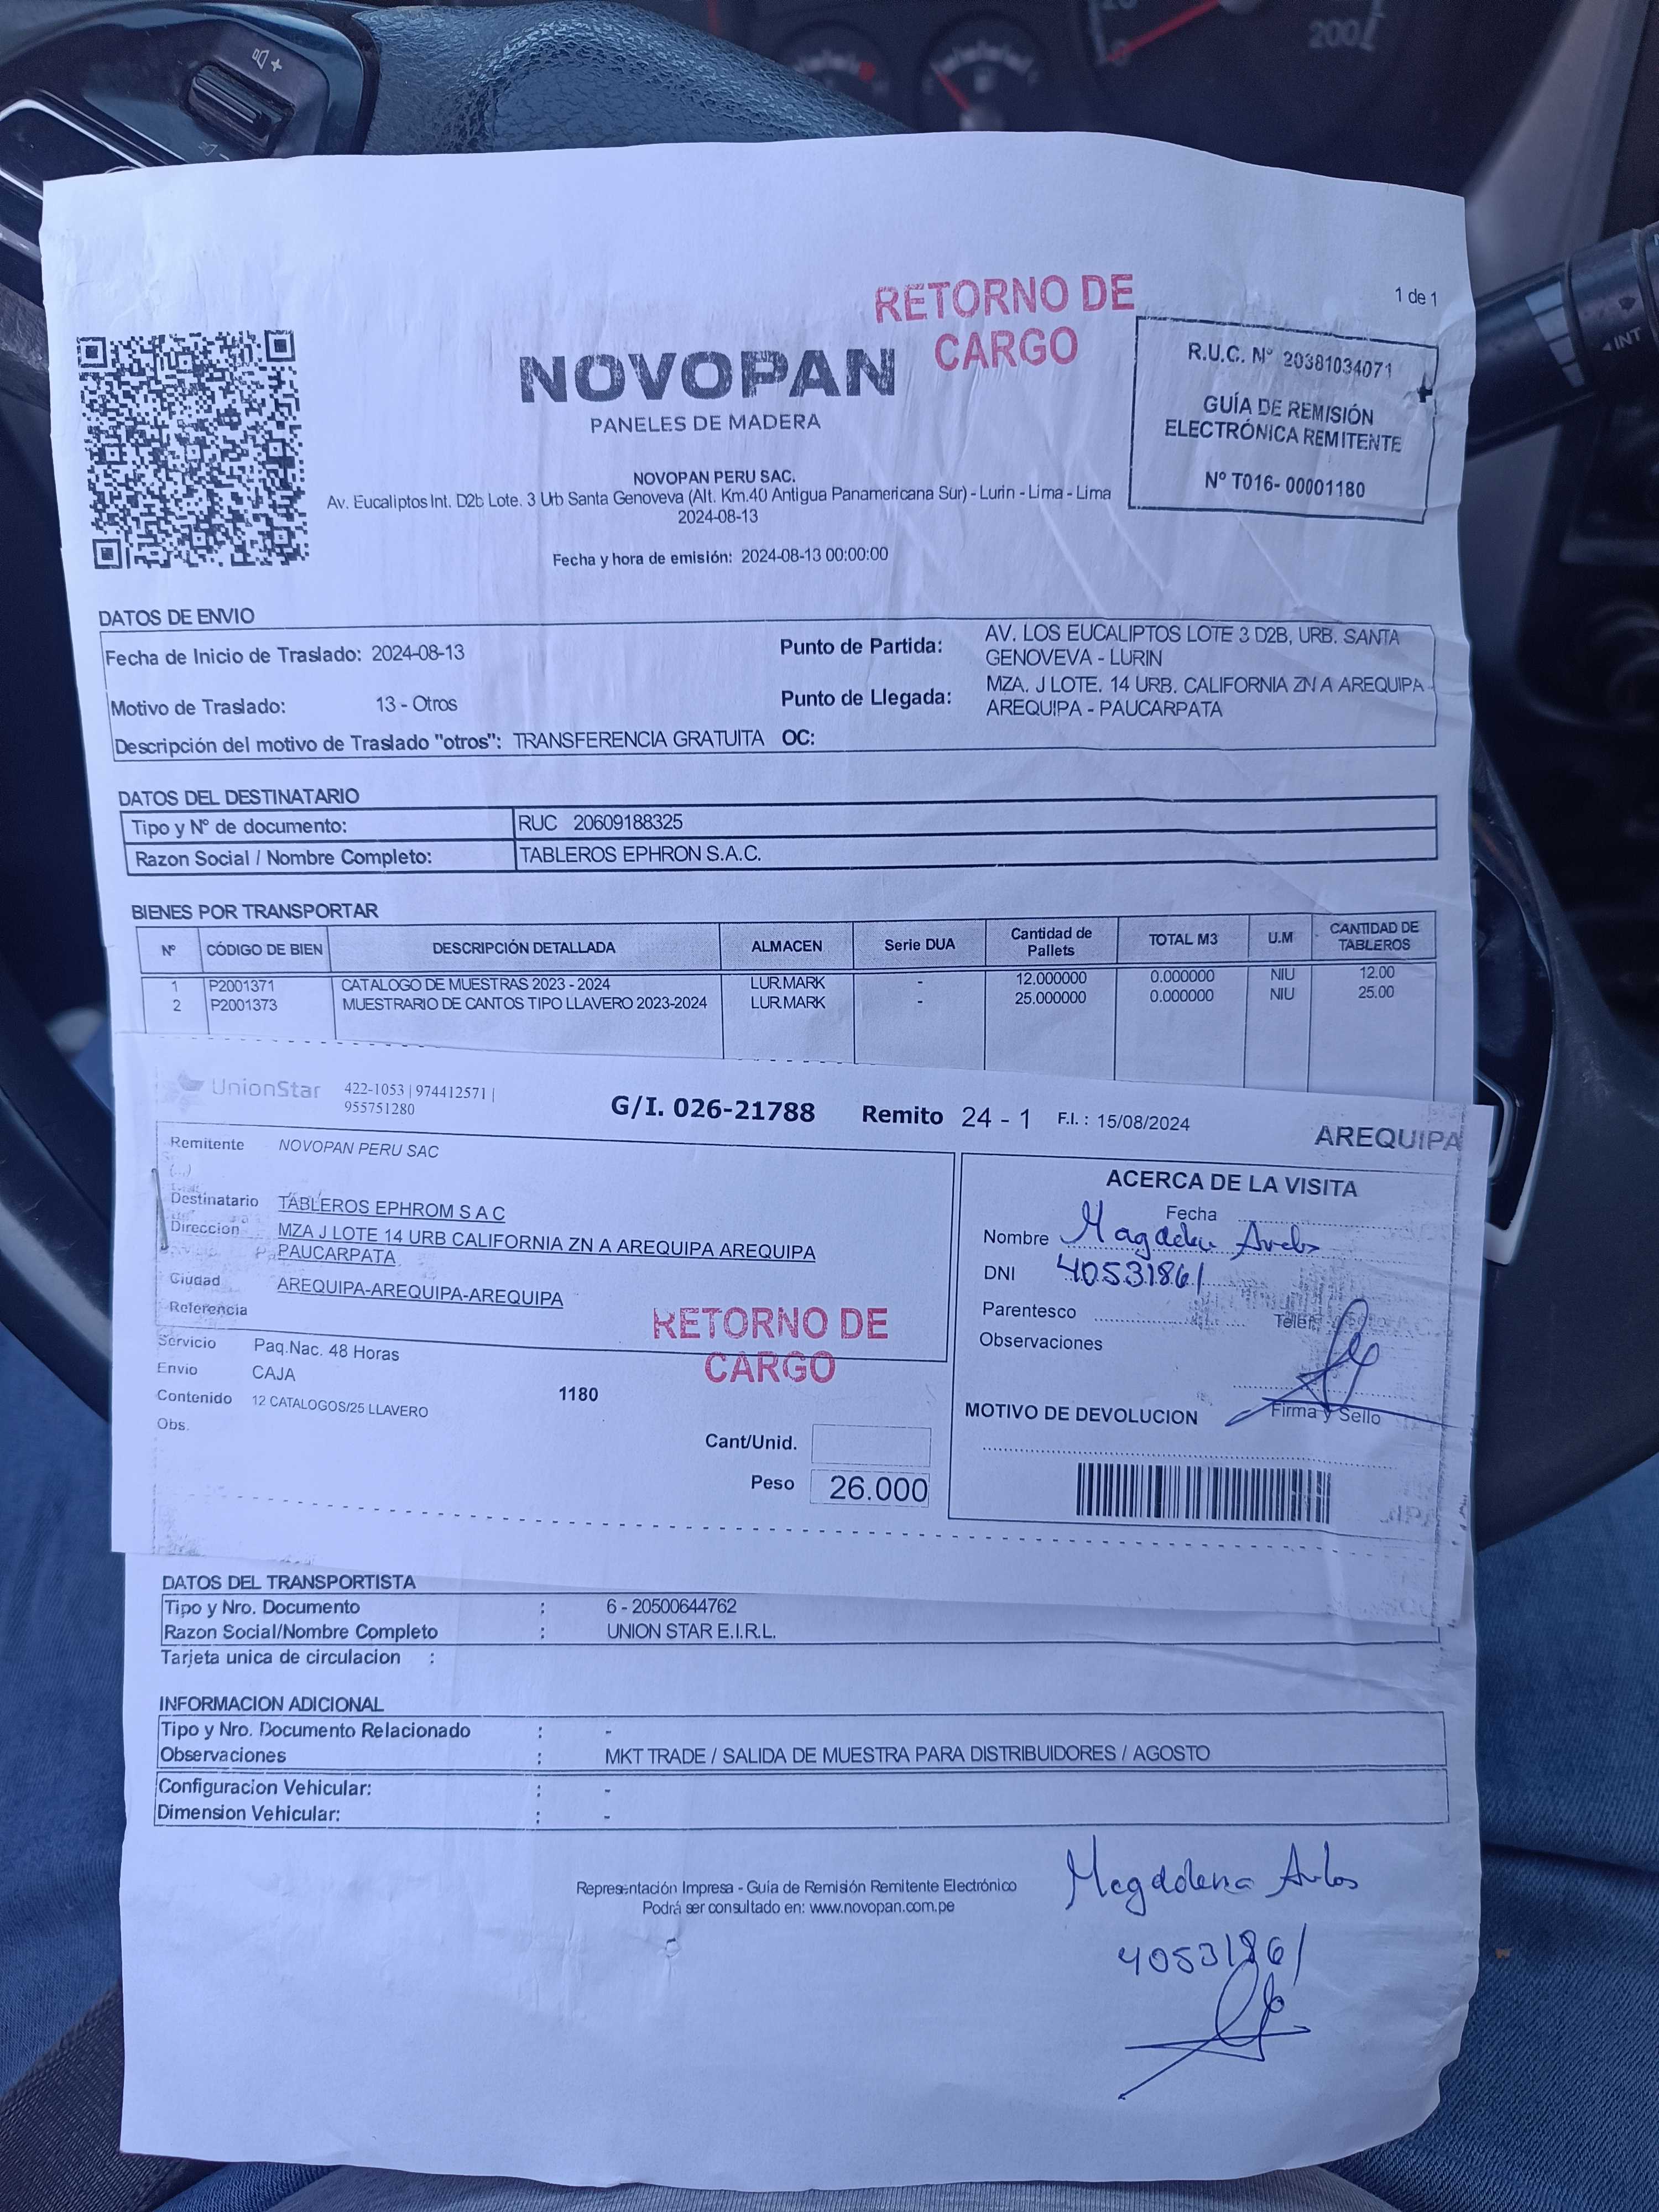 RETORNO DE
CARGO
1 de 1
NOVOPAN
PANELES DE MADERA
R.U.C. Nº 20381034071
GUÍA DE REMISIÓN
ELECTRÓNICA REMITENTE
Nº T016- 00001180
NOVOPAN PERU SAC.
Av. Eucaliptos Int. D2b Lote. 3 Urb Santa Genoveva (Alt. Km.40 Antigua Panamericana Sur) - Lurin - Lima - Lima
2024-08-13
Fecha y hora de emisión: 2024-08-13 00:00:00
DATOS DE ENVIO
Fecha de Inicio de Traslado: 2024-08-13
Punto de Partida: AV. LOS EUCALIPTOS LOTE 3 D2B, URB. SANTA
GENOVEVA - LURIN
Motivo de Traslado: 13 - Otros
Punto de Llegada: MZA. J LOTE. 14 URB. CALIFORNIA ZN A AREQUIPA
AREQUIPA - PAUCARPATA
Descripción del motivo de Traslado "otros": TRANSFERENCIA GRATUITA OC:
DATOS DEL DESTINATARIO
Tipo y Nº de documento: RUC 20609188325
Razon Social / Nombre Completo: TABLEROS EPHRON S.A.C.
BIENES POR TRANSPORTAR
Nº CÓDIGO DE BIEN DESCRIPCIÓN DETALLADA ALMACEN Serie DUA Cantidad de Pallets TOTAL M3 U.M CANTIDAD DE TABLEROS
1 P2001371 CATALOGO DE MUESTRAS 2023 - 2024 LUR.MARK - 12.000000 0.000000 NIU 12.00
2 P2001373 MUESTRARIO DE CANTOS TIPO LLAVERO 2023-2024 LUR.MARK - 25.000000 0.000000 NIU 25.00
UnionStar 422-1053 | 974412571 |
955751280
G/I. 026-21788 Remito 24 - 1 F.I. : 15/08/2024
AREQUIPA
Remitente NOVOPAN PERU SAC
(...)
Destinatario TABLEROS EPHROM S A C
Direccion MZA J LOTE 14 URB CALIFORNIA ZN A AREQUIPA AREQUIPA
PAUCARPATA
Ciudad AREQUIPA-AREQUIPA-AREQUIPA
Referencia
RETORNO DE
CARGO
Servicio Paq.Nac. 48 Horas
Envio CAJA
Contenido 12 CATALOGOS/25 LLAVERO
1180
Obs.
Cant/Unid.
Peso 26.000
ACERCA DE LA VISITA
Fecha
Nombre
DNI 40531861
Parentesco
Telef.
Observaciones
Firma y Sello
MOTIVO DE DEVOLUCION
DATOS DEL TRANSPORTISTA
Tipo y Nro. Documento : 6 - 20500644762
Razon Social/Nombre Completo : UNION STAR E.I.R.L.
Tarjeta unica de circulacion :
INFORMACION ADICIONAL
Tipo y Nro. Documento Relacionado : -
Observaciones : MKT TRADE / SALIDA DE MUESTRA PARA DISTRIBUIDORES / AGOSTO
Configuracion Vehicular: : -
Dimension Vehicular: : -
Representación Impresa - Guía de Remisión Remitente Electrónico
Podrá ser consultado en: www.novopan.com.pe
Magdalena
40531861
200
INT